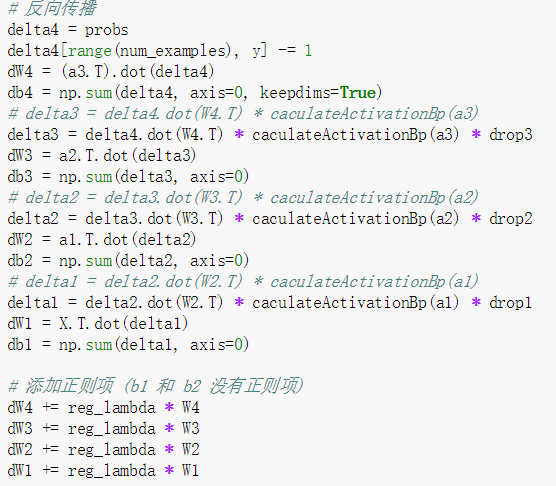 # 反向传播
delta4 = probs
delta4[range(num_examples), y] -= 1
dW4 = (a3.T).dot(delta4)
db4 = np.sum(delta4, axis=0, keepdims=True)
# delta3 = delta4.dot(W4.T) * caculateActivationBp(a3)
delta3 = delta4.dot(W4.T) * caculateActivationBp(a3) * drop3
dW3 = a2.T.dot(delta3)
db3 = np.sum(delta3, axis=0)
# delta2 = delta3.dot(W3.T) * caculateActivationBp(a2)
delta2 = delta3.dot(W3.T) * caculateActivationBp(a2) * drop2
dW2 = a1.T.dot(delta2)
db2 = np.sum(delta2, axis=0)
# delta1 = delta2.dot(W2.T) * caculateActivationBp(a1)
delta1 = delta2.dot(W2.T) * caculateActivationBp(a1) * drop1
dW1 = X.T.dot(delta1)
db1 = np.sum(delta1, axis=0)
# 添加正则项 (b1 和 b2 没有正则项)
dW4 += reg_lambda * W4
dW3 += reg_lambda * W3
dW2 += reg_lambda * W2
dW1 += reg_lambda * W1